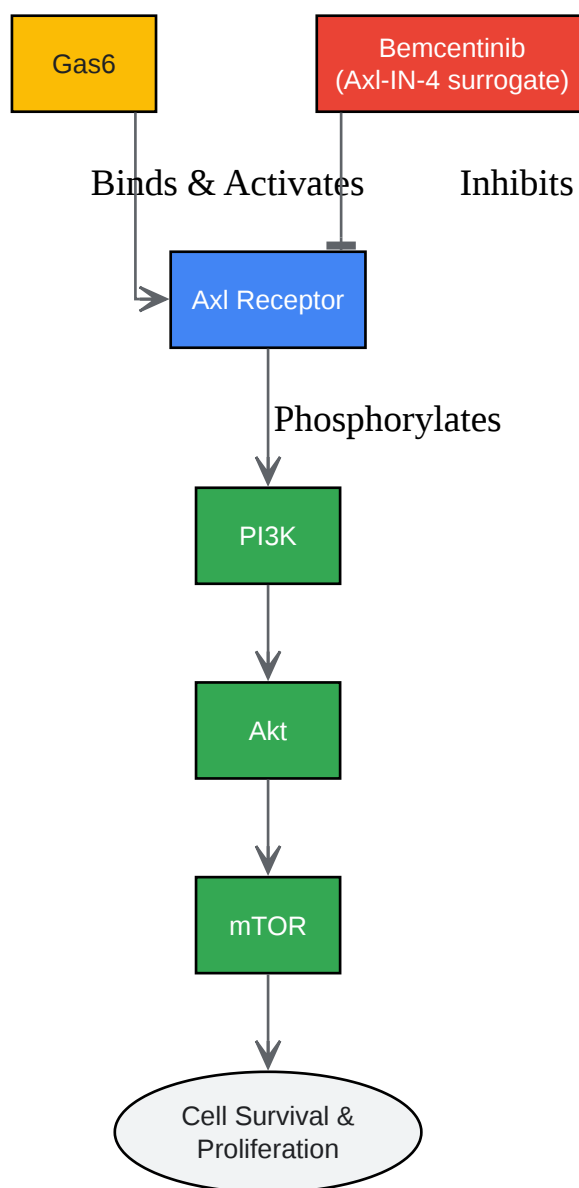 Gas6
Bemcentinib
(Axl-IN-4 surrogate)
Binds & Activates
Inhibits
Axl Receptor
Phosphorylates
PI3K
Akt
mTOR
Cell Survival &
Proliferation